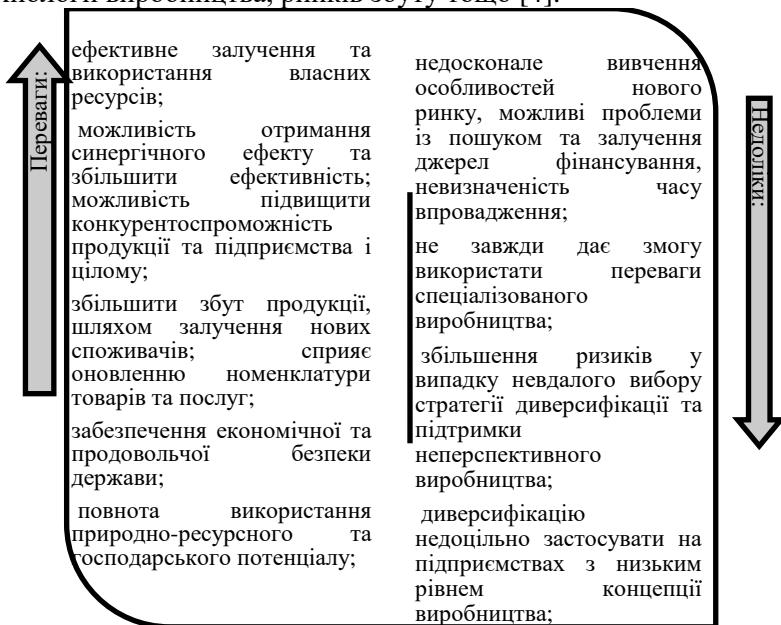 виробництва, ринків збуту тощо [4].
Переваги:
ефективне залучення та
використання власних
ресурсів;
можливість отримання
синергічного ефекту та
збільшити ефективність;
можливість підвищити
конкурентоспроможність
продукції та підприємства і
цілому;
збільшити збут продукції,
шляхом залучення нових
споживачів; сприяє
оновленню номенклатури
товарів та послуг;
забезпечення економічної та
продовольчої безпеки
держави;
повнота використання
природно-ресурсного та
господарського потенціалу;
недосконале вивчення
особливостей нового
ринку, можливі проблеми
із пошуком та залучення
джерел фінансування,
невизначеність часу
впровадження;
не завжди дає змогу
використати переваги
спеціалізованого
виробництва;
збільшення ризиків у
випадку невдалого вибору
стратегії диверсифікації та
підтримки
неперспективного
виробництва;
диверсифікацію
недоцільно застосувати на
підприємствах з низьким
рівнем концепції
виробництва;
Недоліки: